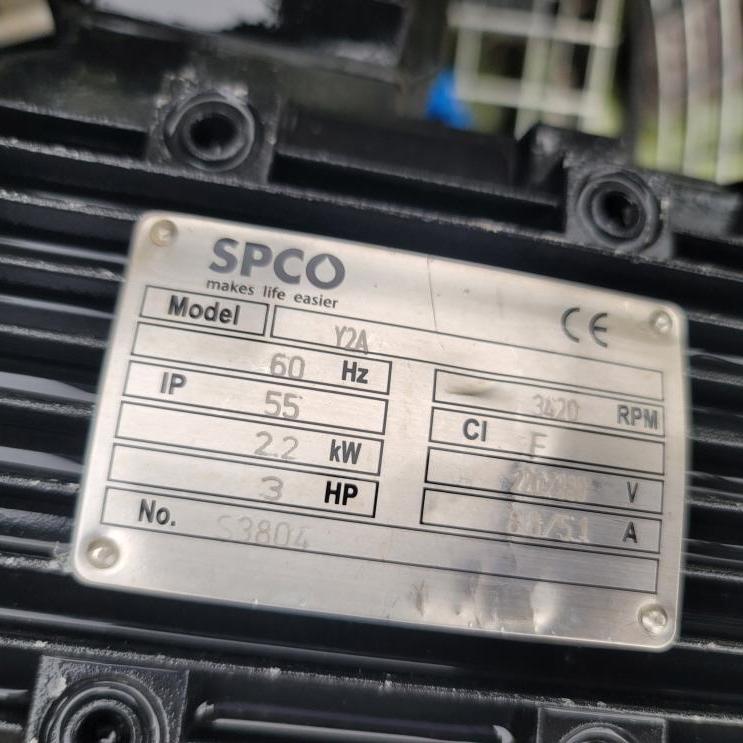 SPCO
makes life easier
CE
Model Y2A
60 Hz
3420 RPM
IP 55
Cl F
2.2 kW
V
3 HP
A
No. S3804